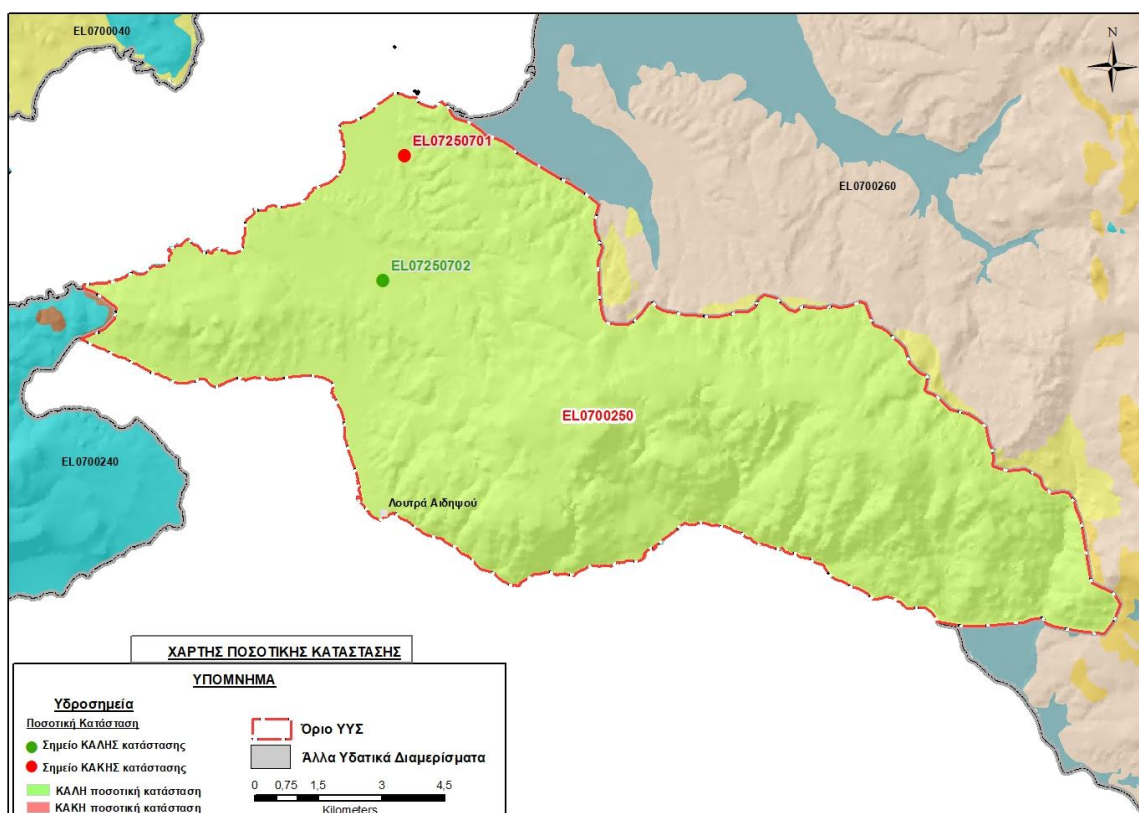 EL0700040
N
EL07250701
EL0700260
EL07250702
EL0700250
EL0700240
Λουτρά Αιδηψού
ΧΑΡΤΗΣ ΠΟΣΟΤΙΚΗΣ ΚΑΤΑΣΤΑΣΗΣ
ΥΠΟΜΝΗΜΑ
Υδροσημεία
Ποσοτική Κατάσταση
Σημείο ΚΑΛΗΣ κατάστασης
Σημείο ΚΑΚΗΣ κατάστασης
ΚΑΛΗ ποσοτική κατάσταση
ΚΑΚΗ ποσοτική κατάσταση
Όριο ΥΥΣ
Άλλα Υδατικά Διαμερίσματα
0 0,75 1,5 3 4,5
Kilometers